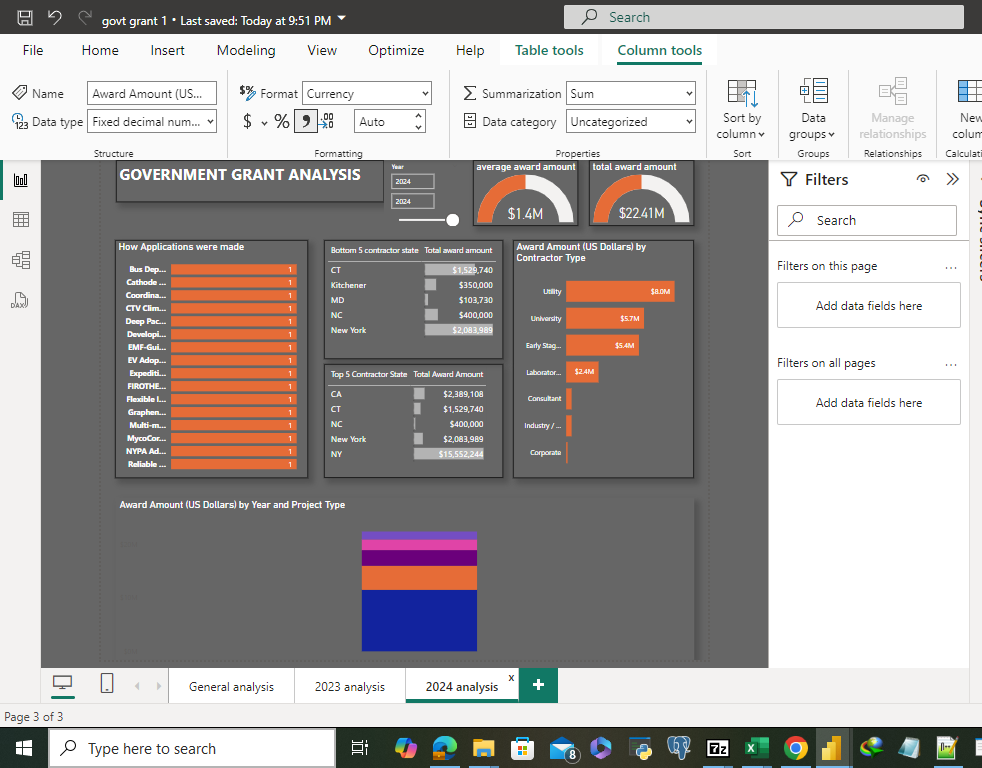 govt grant 1 • Last saved: Today at 9:51 PM
Search
File Home Insert Modeling View Optimize Help Table tools Column tools
Name Award Amount (US...
Data type Fixed decimal num...
Structure
$% Format Currency
$ % 9 .00 Auto
Formatting
Summarization Sum
Data category Uncategorized
Properties
Sort by
column
Sort
Data
groups
Groups
Manage
relationships
Relationships
New
colum
Calculati
GOVERNMENT GRANT ANALYSIS
Year
2024
2024
average award amount
$1.4M
total award amount
$22.41M
How Applications were made
Bus Dep... 1
Cathode ... 1
Coordina... 1
CTV Clim... 1
Deep Pac... 1
Developi... 1
EMF-Gui... 1
EV Adop... 1
Expediti... 1
FIROTHE... 1
Flexible I... 1
Graphen... 1
Multi-m... 1
MycoCor... 1
NYPA Ad... 1
Reliable ... 1
Bottom 5 contractor state Total award amount
CT $1,529,740
Kitchener $350,000
MD $103,730
NC $400,000
New York $2,083,989
Top 5 Contractor State Total Award Amount
CA $2,389,108
CT $1,529,740
NC $400,000
New York $2,083,989
NY $15,552,244
Award Amount (US Dollars) by
Contractor Type
Utility $8.0M
University $5.7M
Early Stag... $5.4M
Laborator... $2.4M
Consultant
Industry / ...
Corporate
Award Amount (US Dollars) by Year and Project Type
Filters
Search
Filters on this page ...
Add data fields here
Filters on all pages ...
Add data fields here
DAX
General analysis 2023 analysis 2024 analysis x +
Page 3 of 3
Type here to search
8
7z